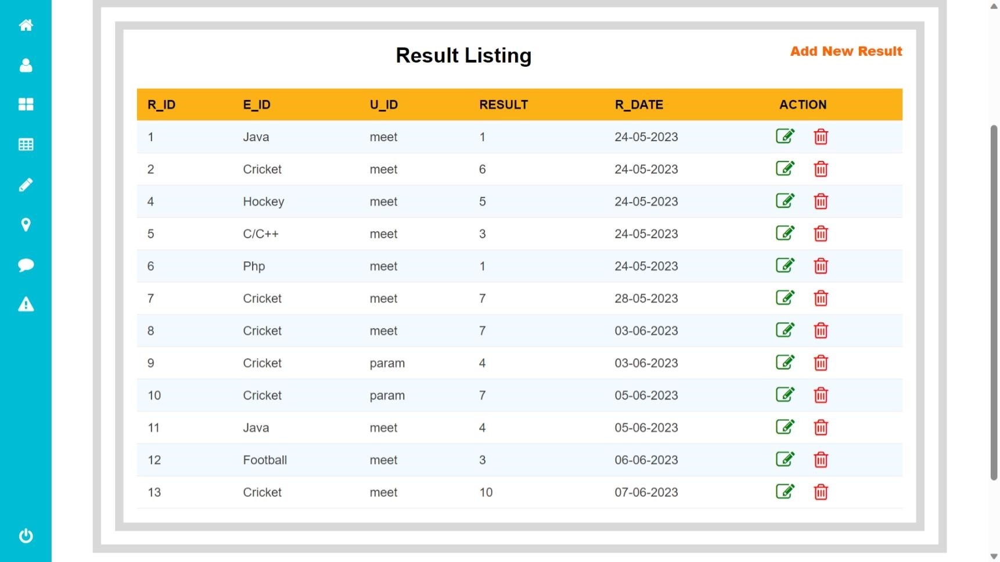 Result Listing
Add New Result
R_ID E_ID U_ID RESULT R_DATE ACTION
1 Java meet 1 24-05-2023
2 Cricket meet 6 24-05-2023
4 Hockey meet 5 24-05-2023
5 C/C++ meet 3 24-05-2023
6 Php meet 1 24-05-2023
7 Cricket meet 7 28-05-2023
8 Cricket meet 7 03-06-2023
9 Cricket param 4 03-06-2023
10 Cricket param 7 05-06-2023
11 Java meet 4 05-06-2023
12 Football meet 3 06-06-2023
13 Cricket meet 10 07-06-2023